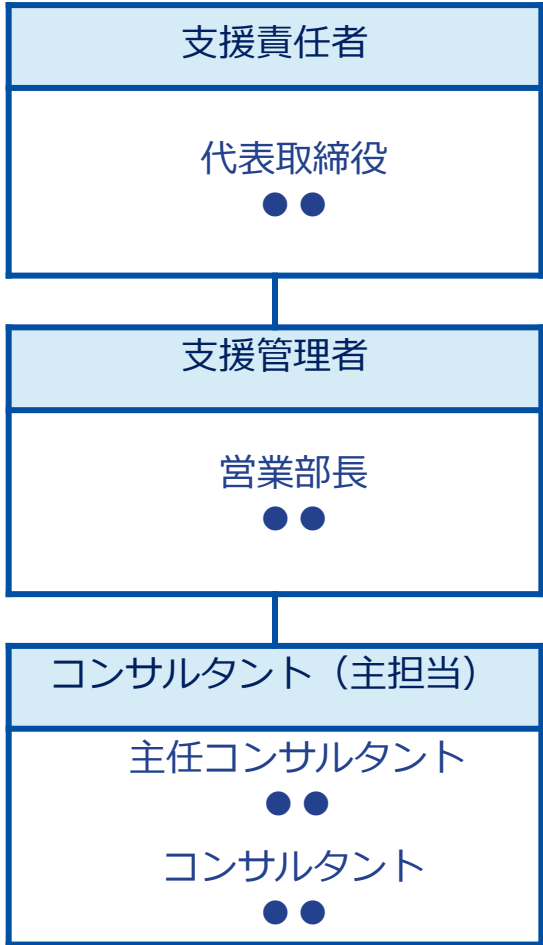 支援責任者
代表取締役
●●
支援管理者
営業部長
●●
コンサルタント（主担当）
主任コンサルタント
●●
コンサルタント
●●